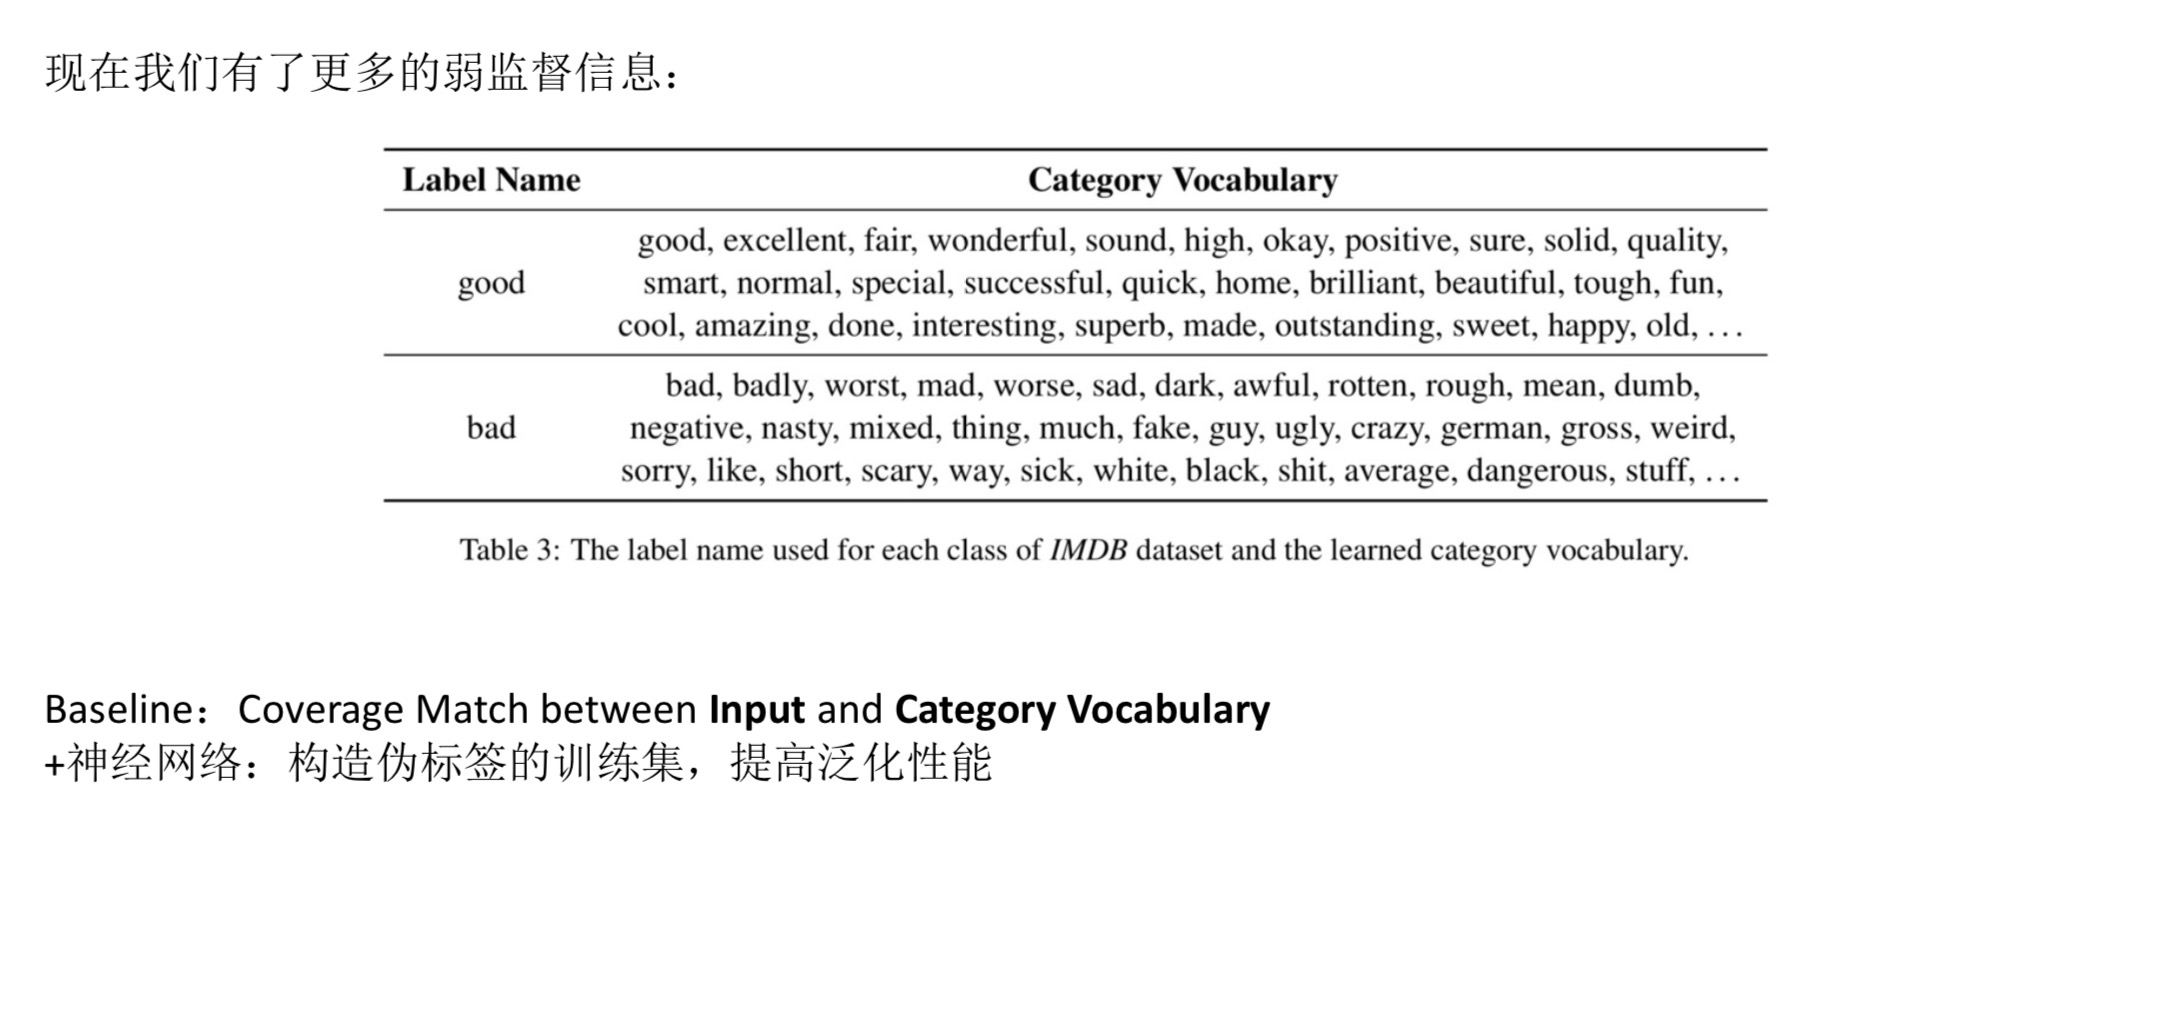 现在我们有了更多的弱监督信息：
Label Name Category Vocabulary
good, excellent, fair, wonderful, sound, high, okay, positive, sure, solid, quality,
good smart, normal, special, successful, quick, home, brilliant, beautiful, tough, fun,
cool, amazing, done, interesting, superb, made, outstanding, sweet, happy, old, ...
bad, badly, worst, mad, worse, sad, dark, awful, rotten, rough, mean, dumb,
bad negative, nasty, mixed, thing, much, fake, guy, ugly, crazy, german, gross, weird,
sorry, like, short, scary, way, sick, white, black, shit, average, dangerous, stuff, ...
Table 3: The label name used for each class of IMDB dataset and the learned category vocabulary.
Baseline：Coverage Match between Input and Category Vocabulary
+神经网络：构造伪标签的训练集，提高泛化性能